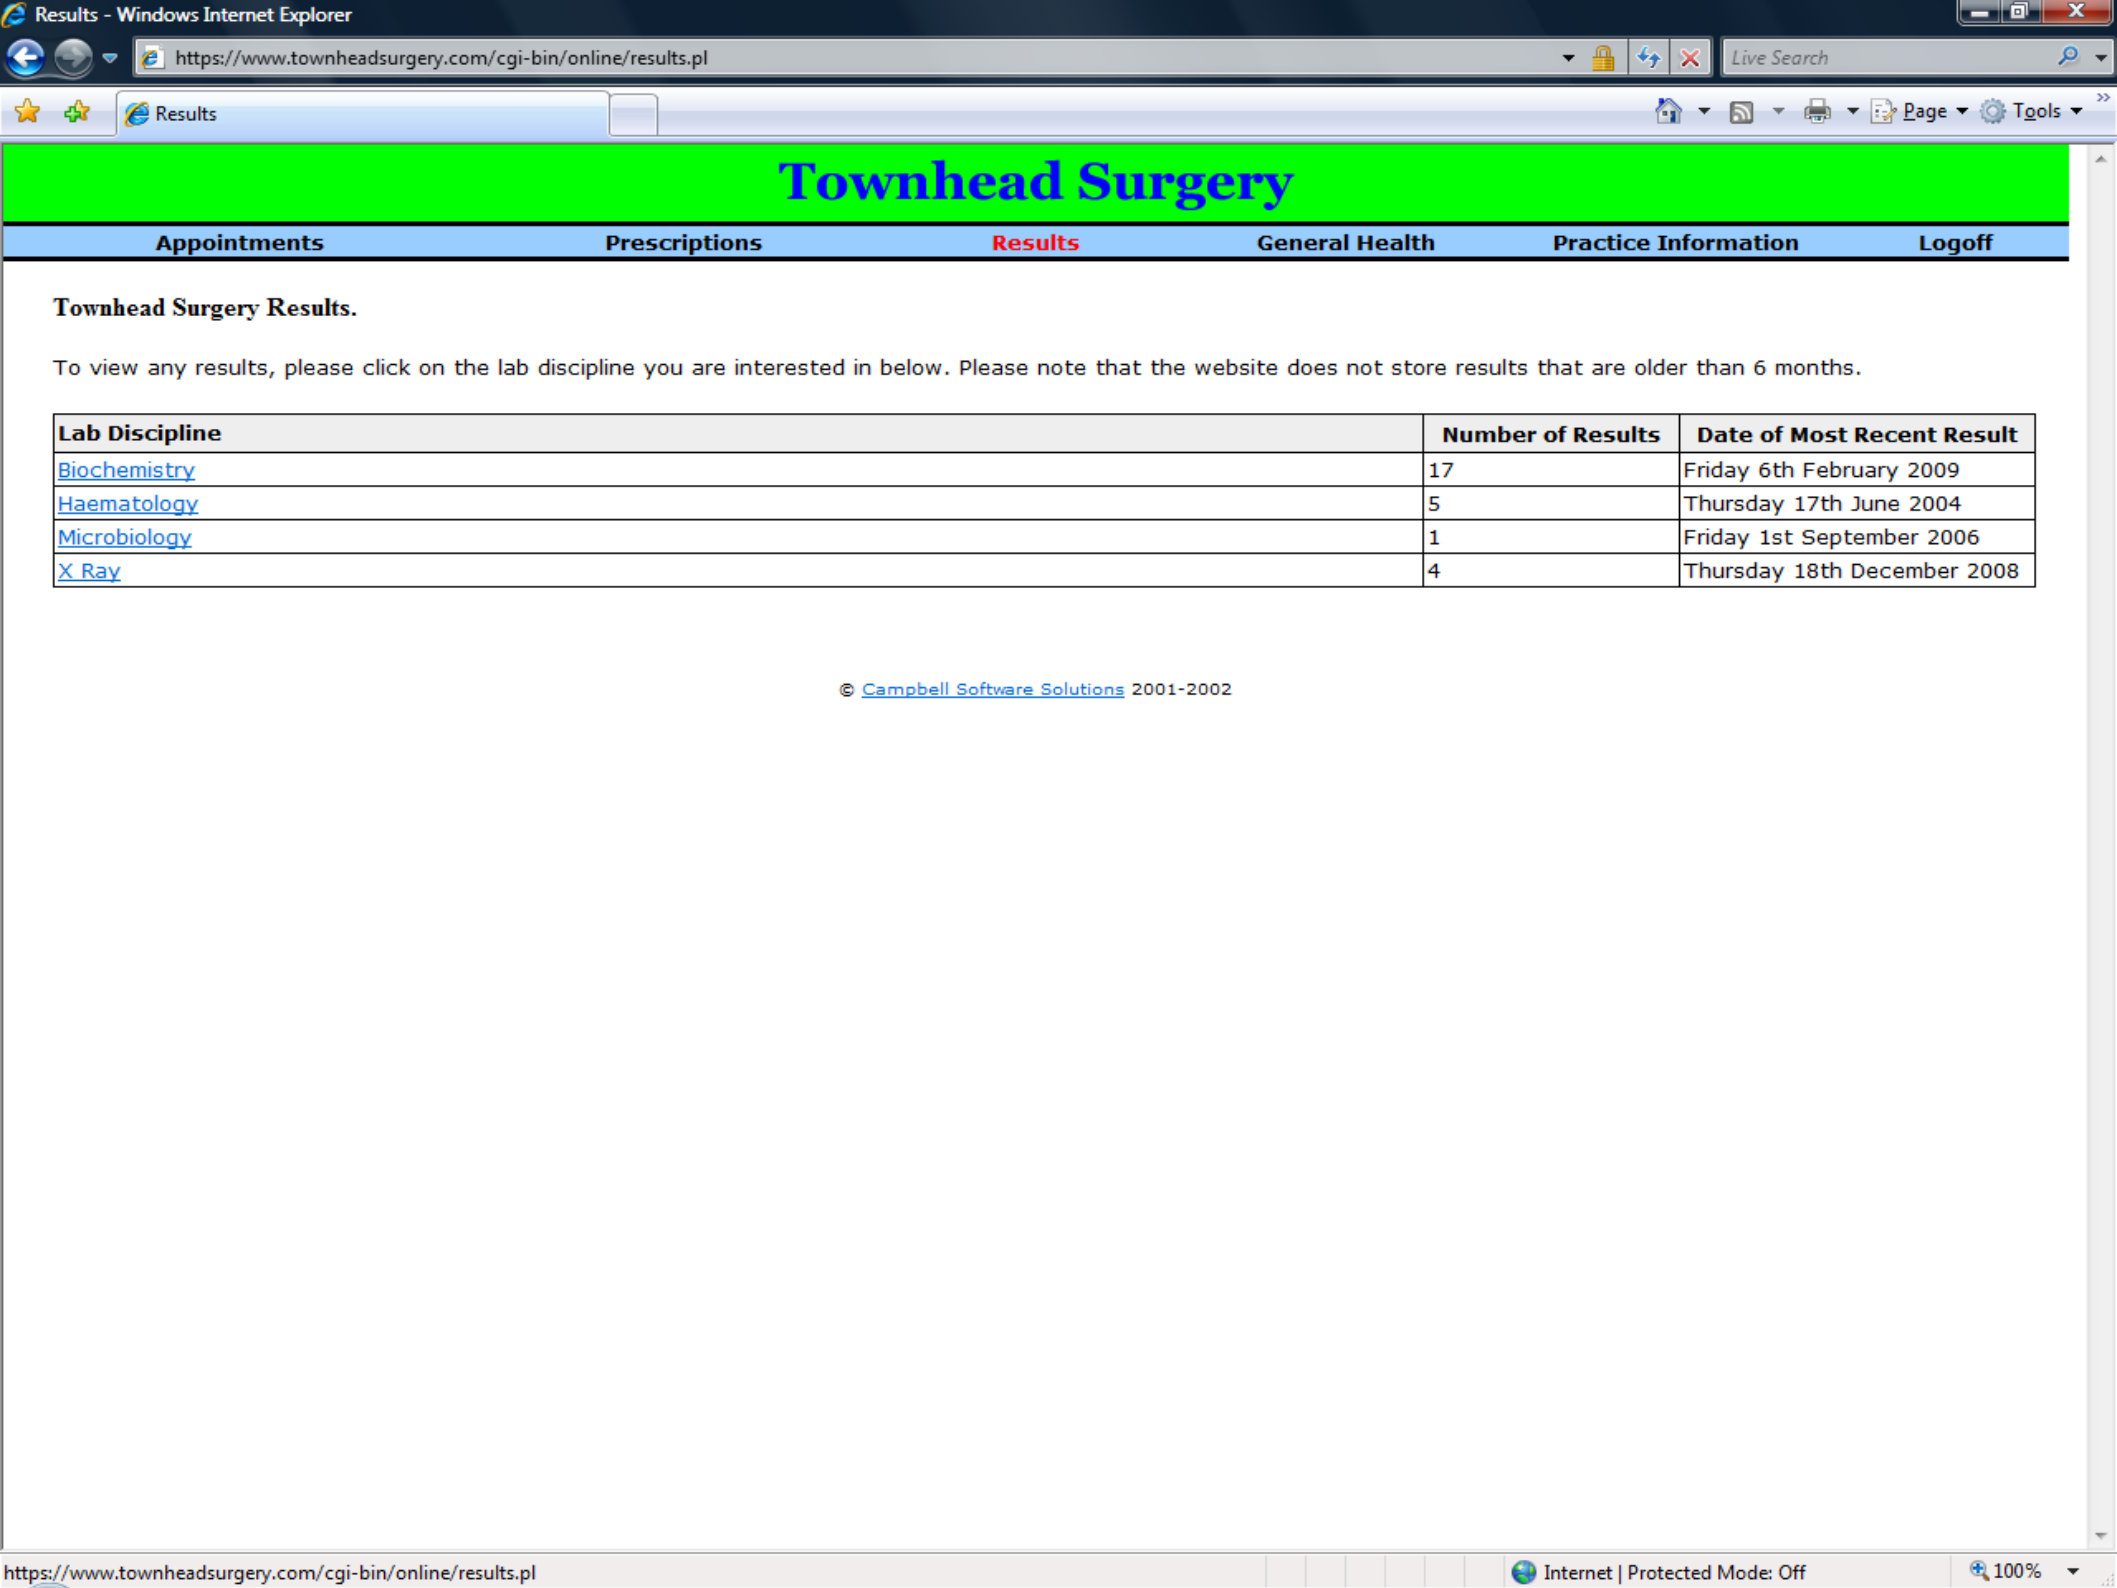 Results - Windows Internet Explorer
https://www.townheadsurgery.com/cgi-bin/online/results.pl
Live Search
Results
Page
Tools
Townhead Surgery
Appointments Prescriptions Results General Health Practice Information Logoff
Townhead Surgery Results.
To view any results, please click on the lab discipline you are interested in below. Please note that the website does not store results that are older than 6 months.
Lab Discipline Number of Results Date of Most Recent Result
Biochemistry 17 Friday 6th February 2009
Haematology 5 Thursday 17th June 2004
Microbiology 1 Friday 1st September 2006
X Ray 4 Thursday 18th December 2008
© Campbell Software Solutions 2001-2002
https://www.townheadsurgery.com/cgi-bin/online/results.pl
Internet | Protected Mode: Off
100%